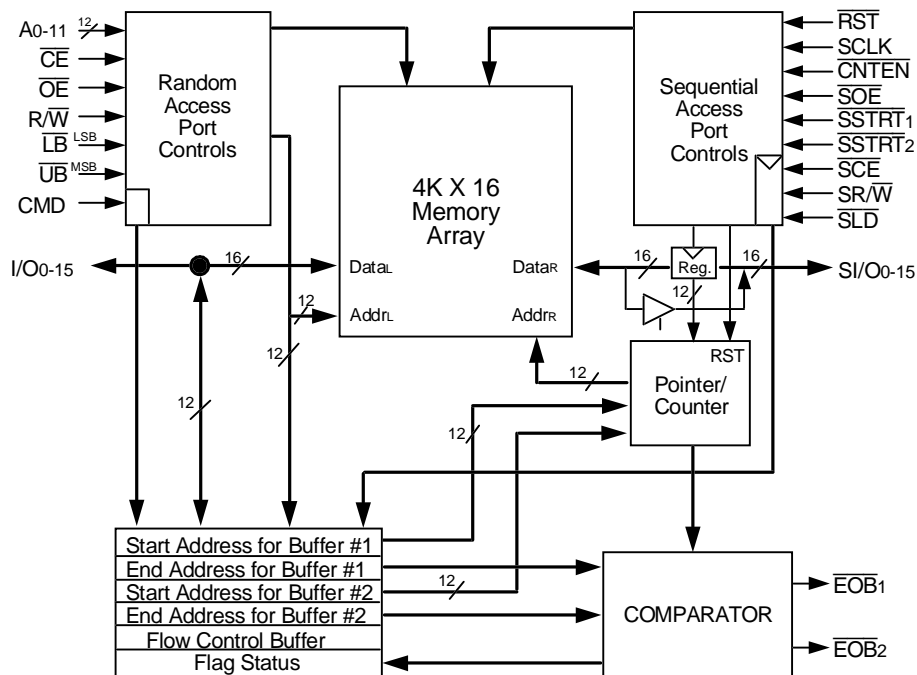 A0-11
12
CE
OE
R/W
LB LSB
UB MSB
CMD
Random
Access
Port
Controls
4K X 16
Memory
Array
DataL
AddrL
DataR
AddrR
Sequential
Access
Port
Controls
RST
SCLK
CNTEN
SOE
SSTRT1
SSTRT2
SCE
SR/W
SLD
I/O0-15
16
16
Reg.
16
SI/O0-15
12
12
12
12
12
RST
Pointer/
Counter
12
12
Start Address for Buffer #1
End Address for Buffer #1
Start Address for Buffer #2
End Address for Buffer #2
Flow Control Buffer
Flag Status
12
COMPARATOR
EOB1
EOB2